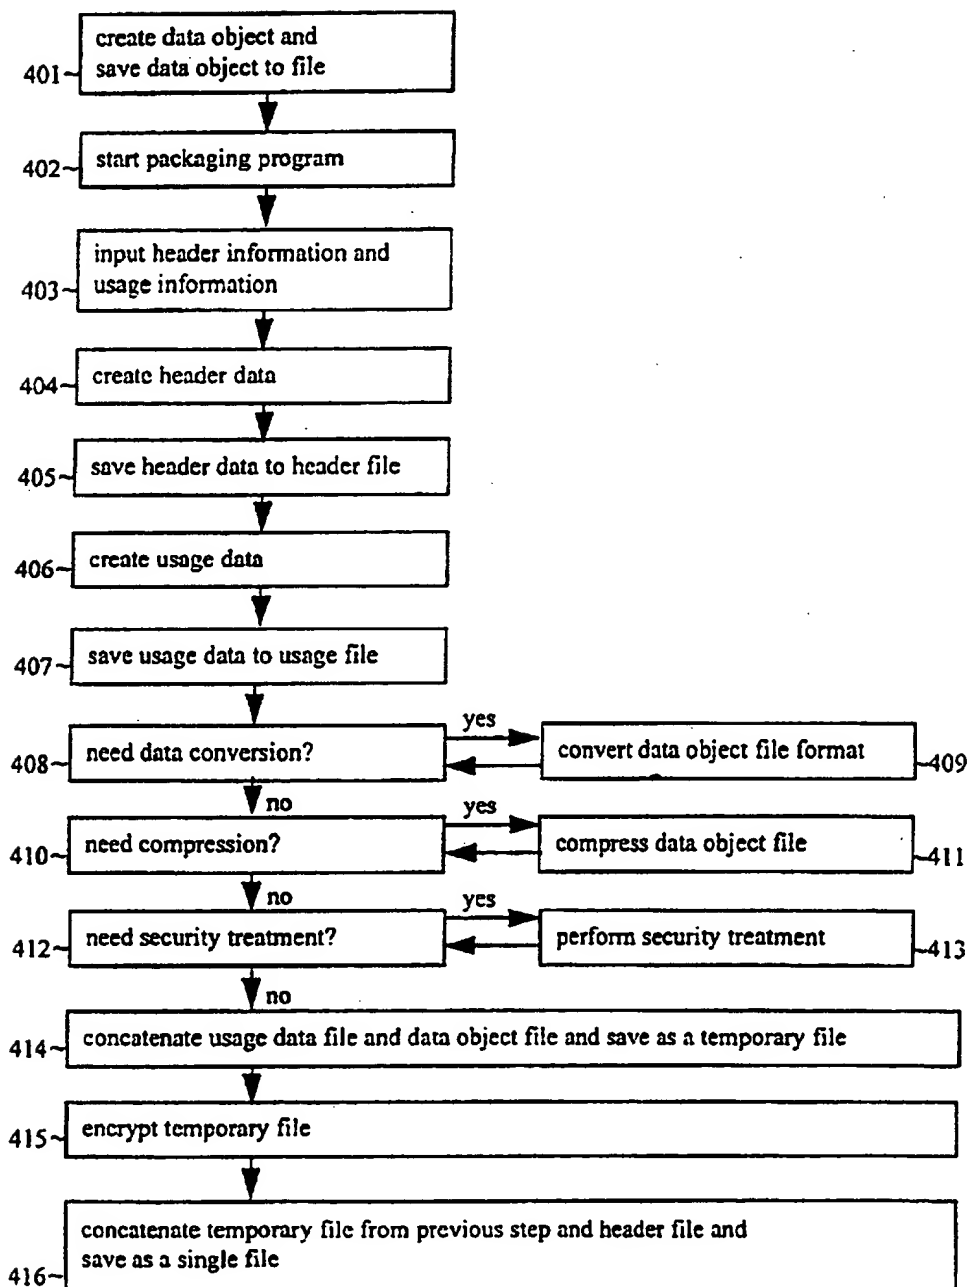 create data object and
save data object to file
401~
start packaging program
402~
input header information and
usage information
403~
create header data
404~
save header data to header file
405~
create usage data
406~
save usage data to usage file
407~
yes
need data conversion?
convert data object file format
408~
~409
no
yes
need compression?
compress data object file
410~
~411
no
yes
need security treatment?
perform security treatment
412~
~413
no
concatenate usage data file and data object file and save as a temporary file
414~
encrypt temporary file
415~
concatenate temporary file from previous step and header file and
save as a single file
416~